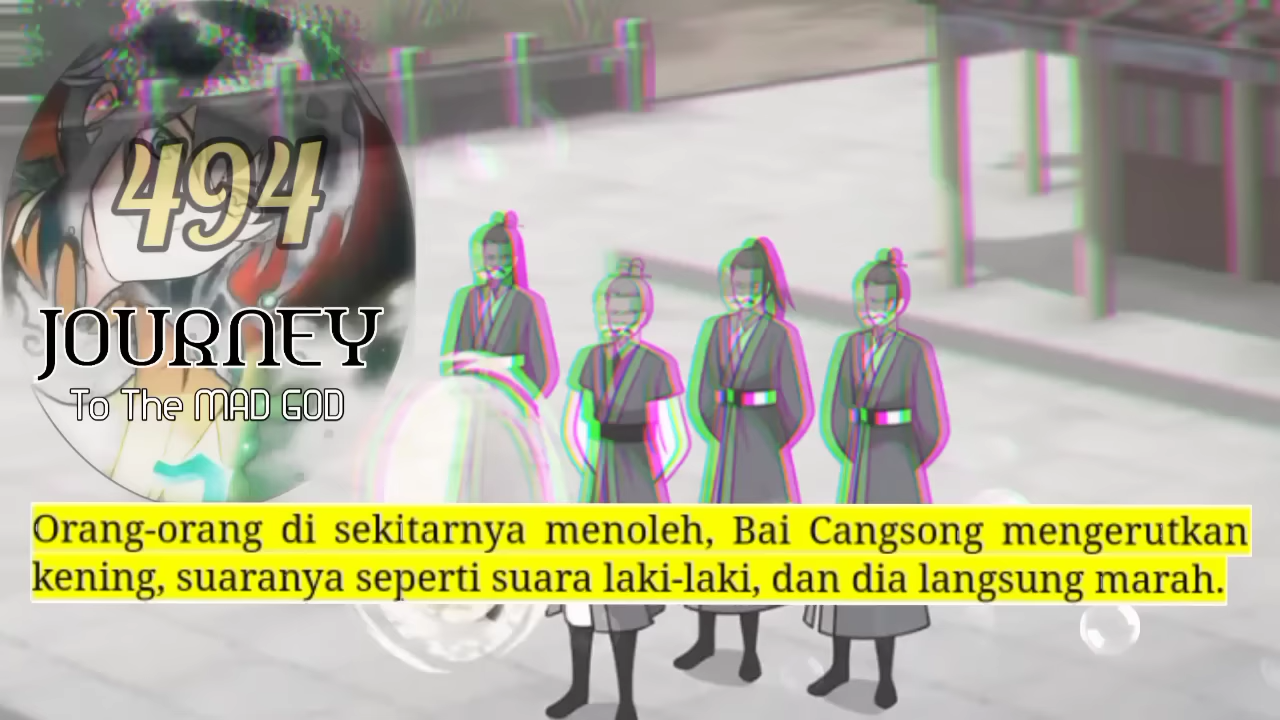 494
JOURNEY
To The MAD GOD
Orang-orang di sekitarnya menoleh, Bai Cangsong mengerutkan
kening, suaranya seperti suara laki-laki, dan dia langsung marah.